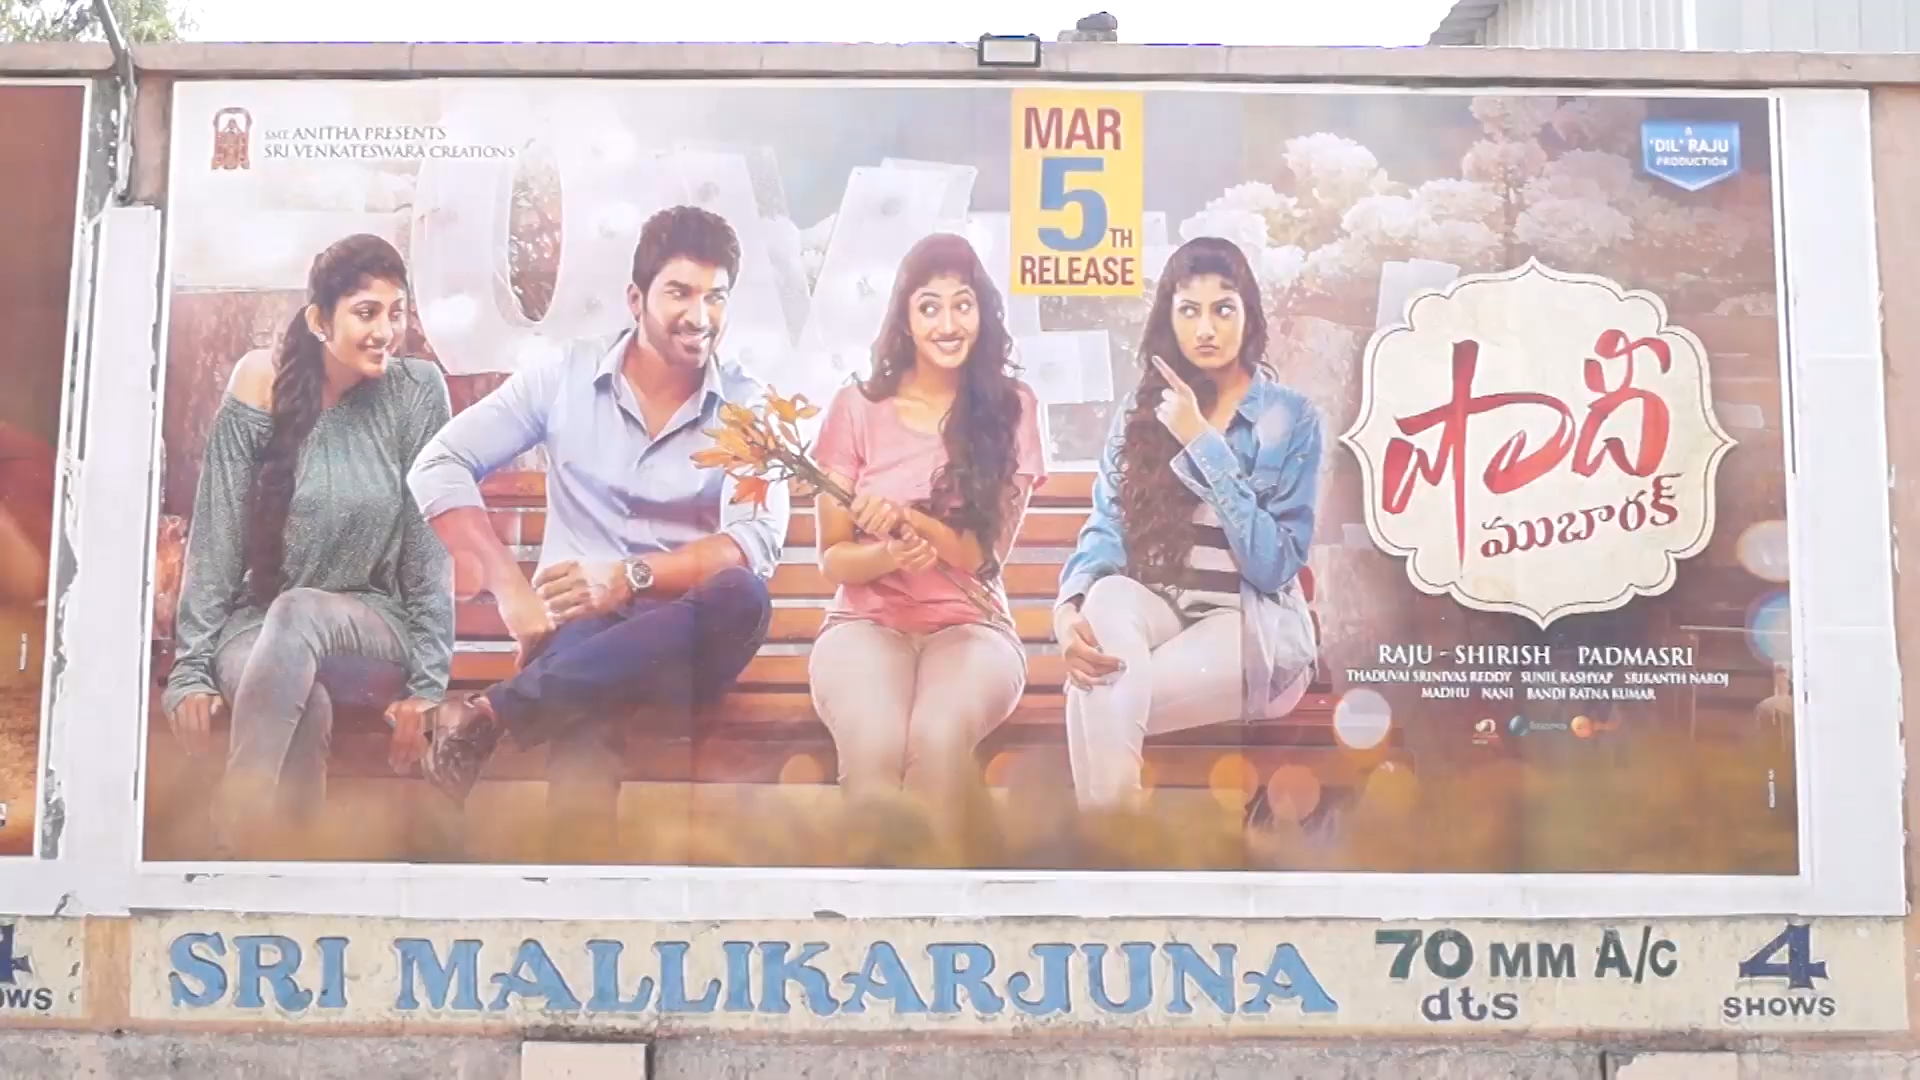 SMT. ANITHA PRESENTS
SRI VENKATESWARA CREATIONS
MAR
5TH
RELEASE
A
'DIL' RAJU
PRODUCTION
షాదీ
ముబారక్
RAJU - SHIRISH PADMASRI
THADUVAI SRINIVAS REDDY SUNIL KASHYAP SRIKANTH NAROJ
MADHU NANI BANDI RATNA KUMAR
SRI MALLIKARJUNA 70 MM A/C
dts
4
SHOWS